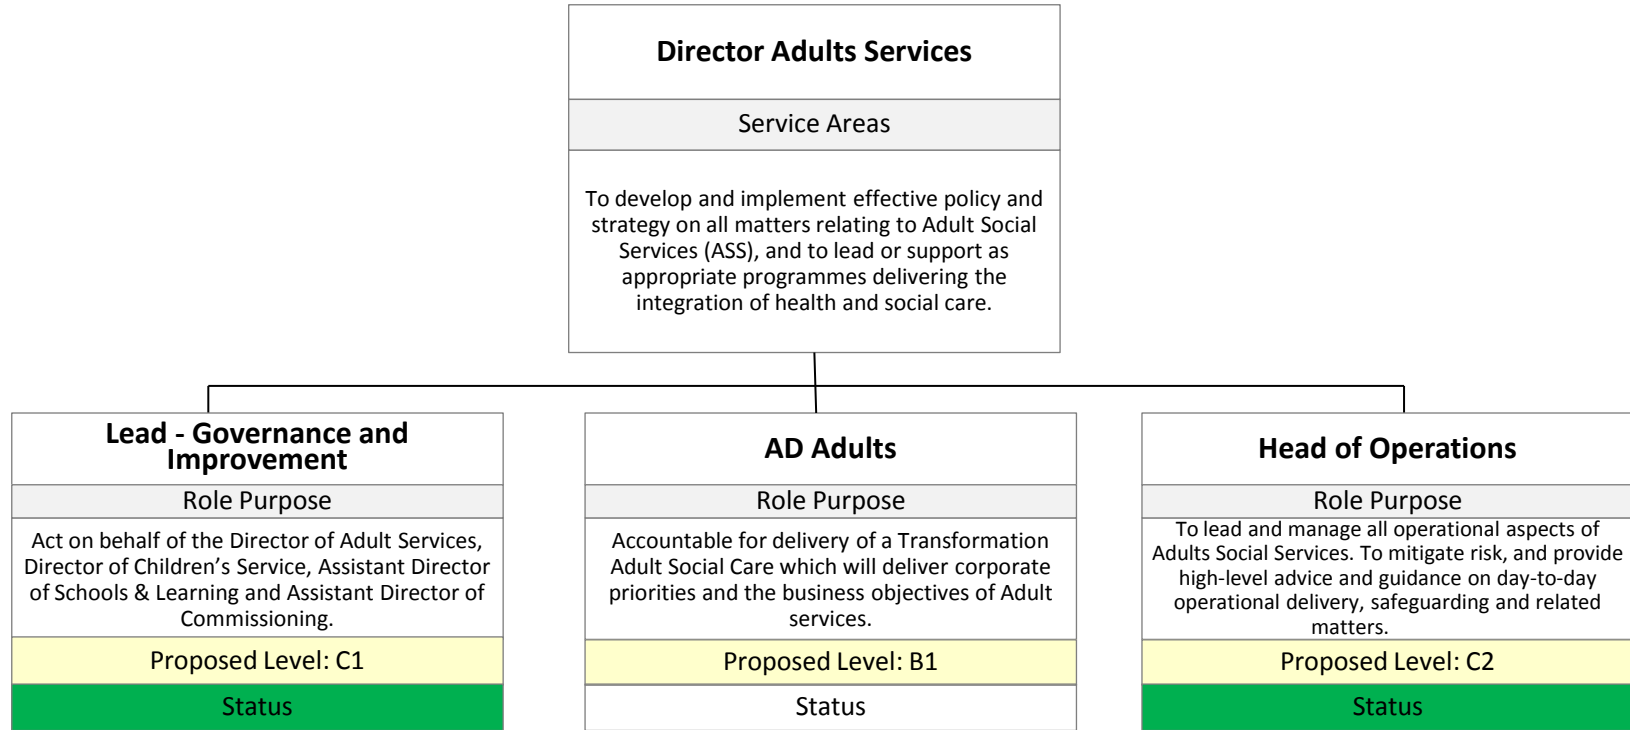 Director Adults Services
Service Areas
To develop and implement effective policy and
strategy on all matters relating to Adult Social
Services (ASS), and to lead or support as
appropriate programmes delivering the
integration of health and social care.
Lead - Governance and
Improvement
Role Purpose
Act on behalf of the Director of Adult Services,
Director of Children’s Service, Assistant Director
of Schools & Learning and Assistant Director of
Commissioning.
Proposed Level: C1
Status
AD Adults
Role Purpose
Accountable for delivery of a Transformation
Adult Social Care which will deliver corporate
priorities and the business objectives of Adult
services.
Proposed Level: B1
Status
Head of Operations
Role Purpose
To lead and manage all operational aspects of
Adults Social Services. To mitigate risk, and provide
high-level advice and guidance on day-to-day
operational delivery, safeguarding and related
matters.
Proposed Level: C2
Status